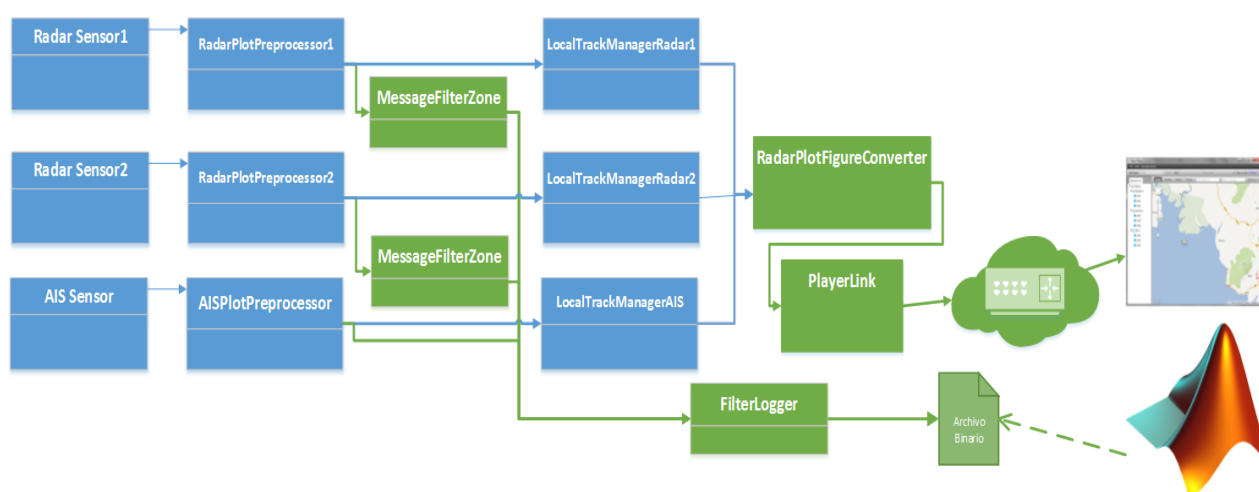 Radar Sensor1
RadarPlotPreprocessor1
LocalTrackManagerRadar1
MessageFilterZone
RadarPlotFigureConverter
Radar Sensor2
RadarPlotPreprocessor2
LocalTrackManagerRadar2
MessageFilterZone
PlayerLink
AIS Sensor
AISPlotPreprocessor
LocalTrackManagerAIS
FilterLogger
Archivo
Binario